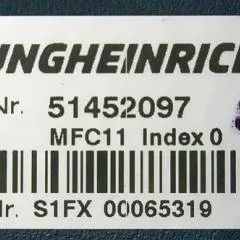 UNGHEINRICH
Nr. 51452097
MFC11 Index 0
Nr. S1FX 00065319